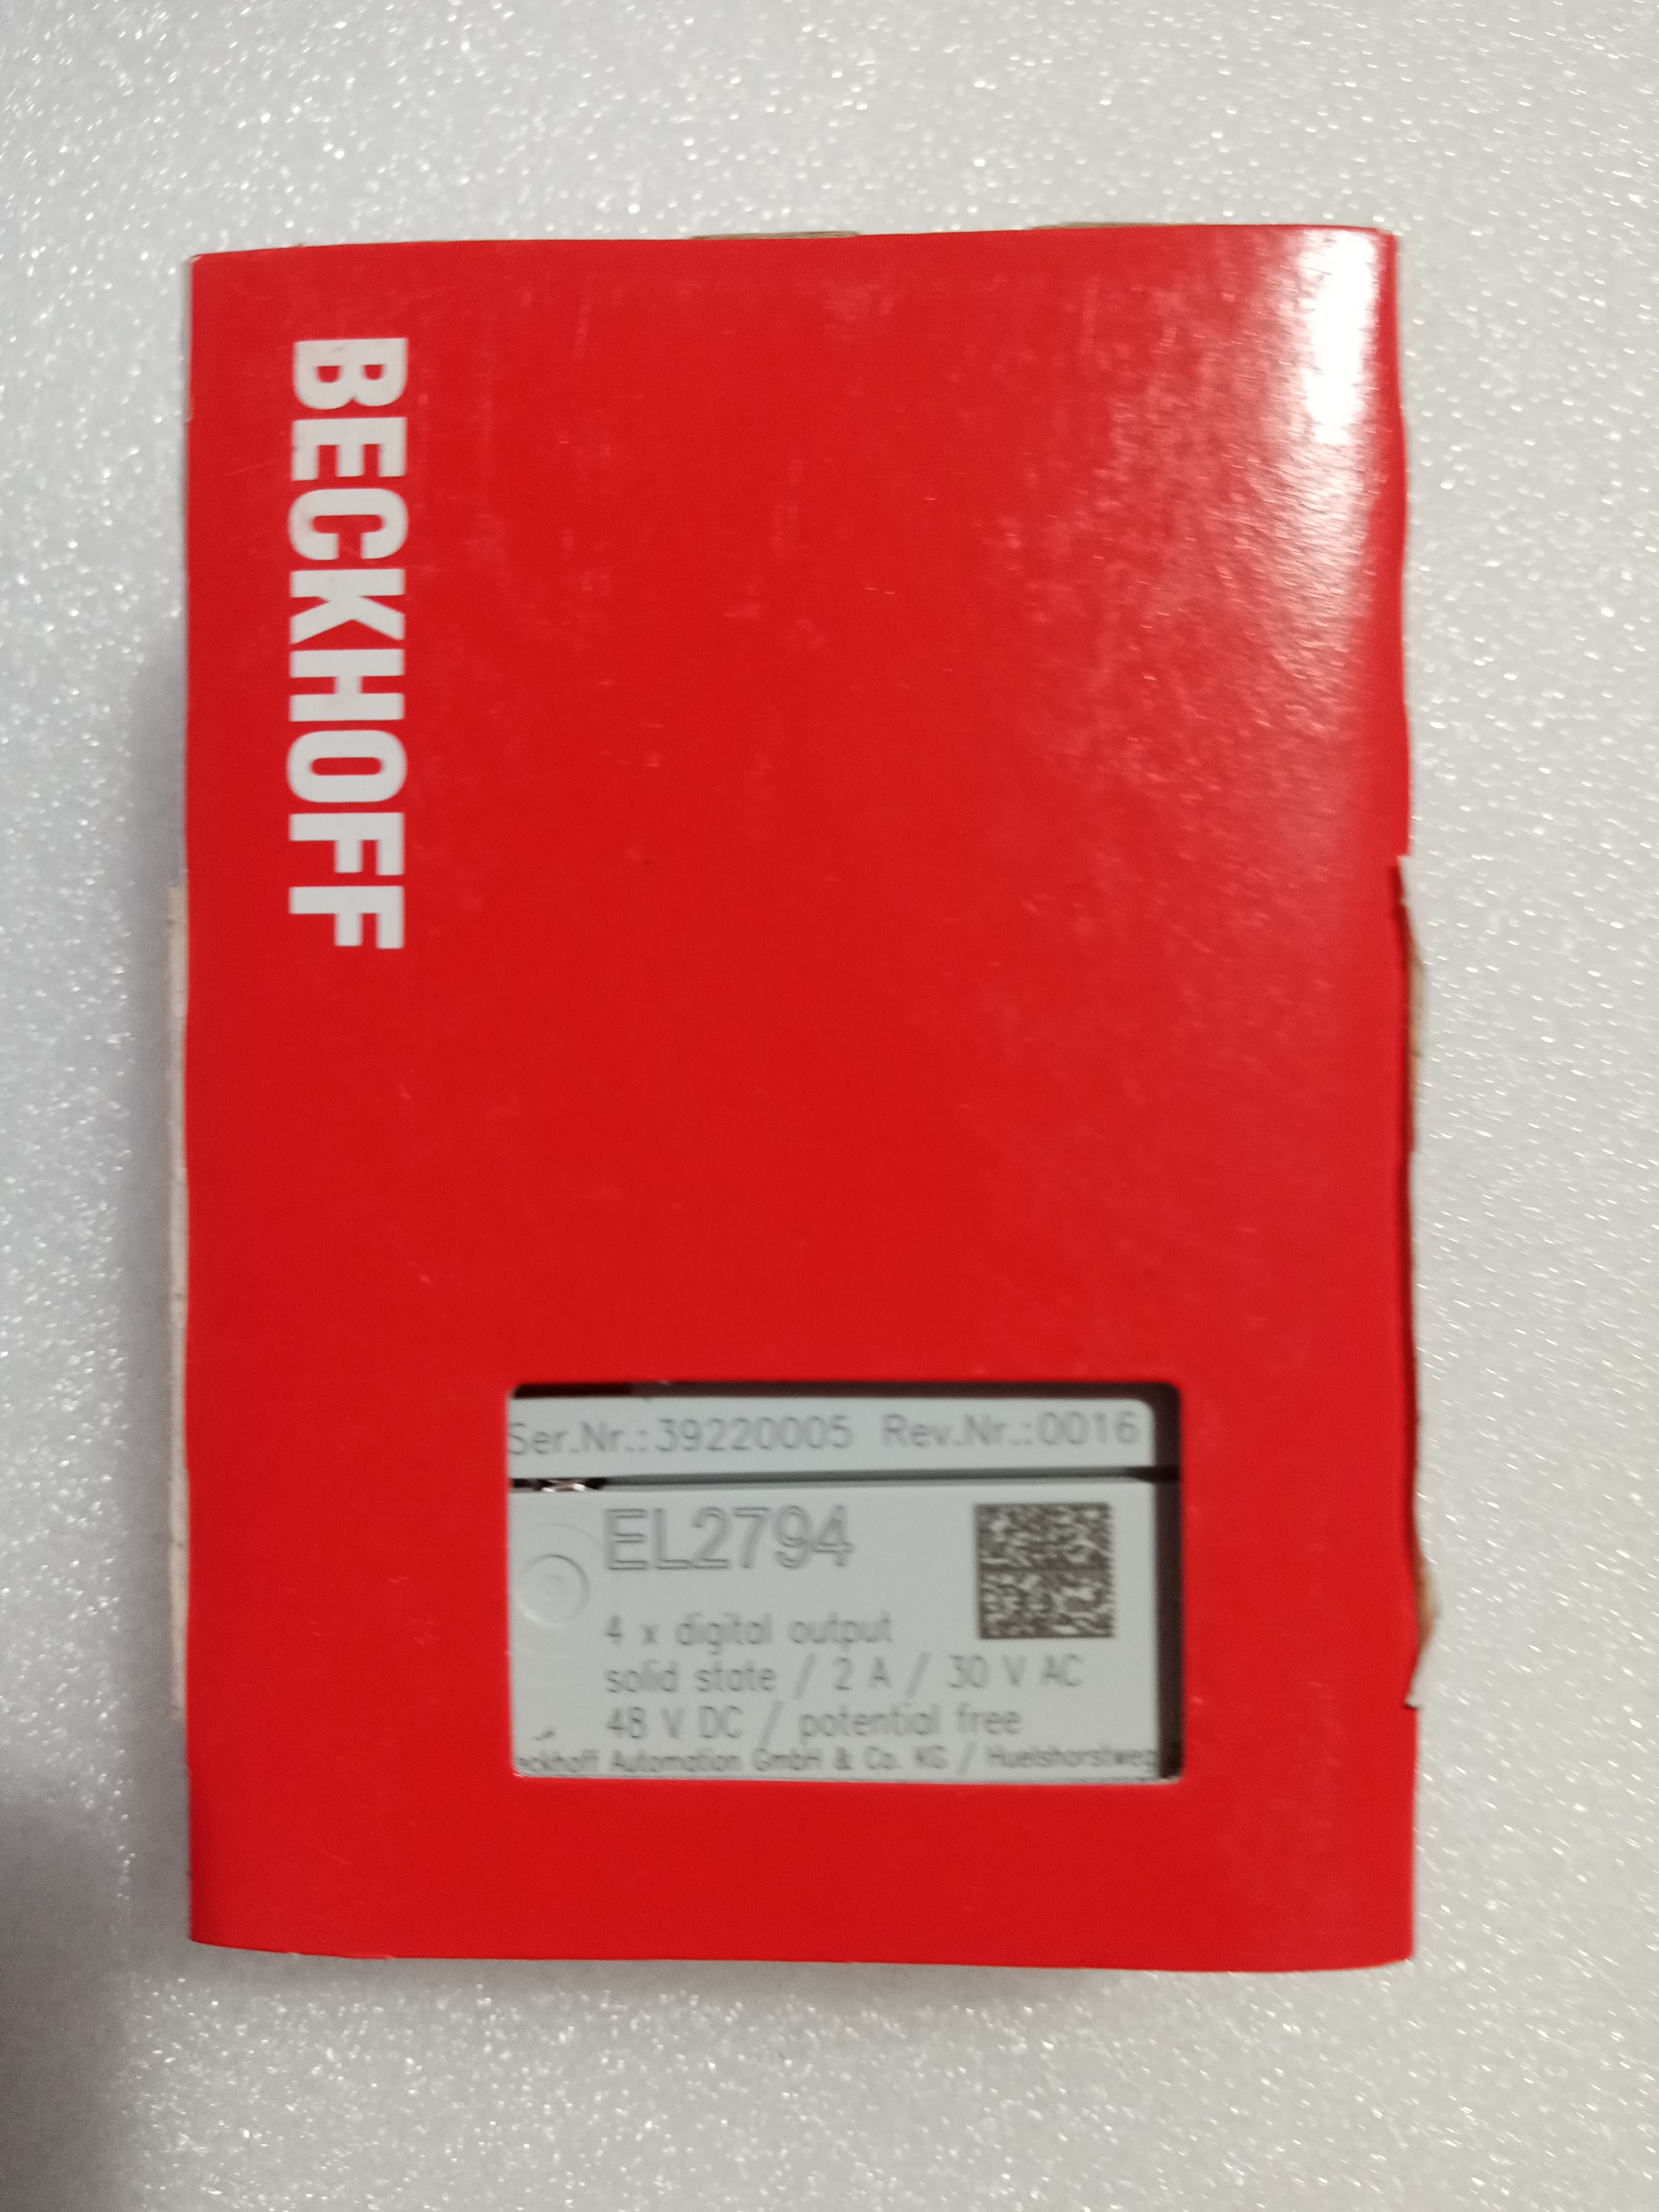 BECKHOFF
Ser.Nr.:39220005 Rev.Nr.:0016
EL2794
4 x digital output
solid state / 2 A / 30 V AC
48 V DC / potential free
eckhoff Automation GmbH & Co. KG / Huelshorstweg